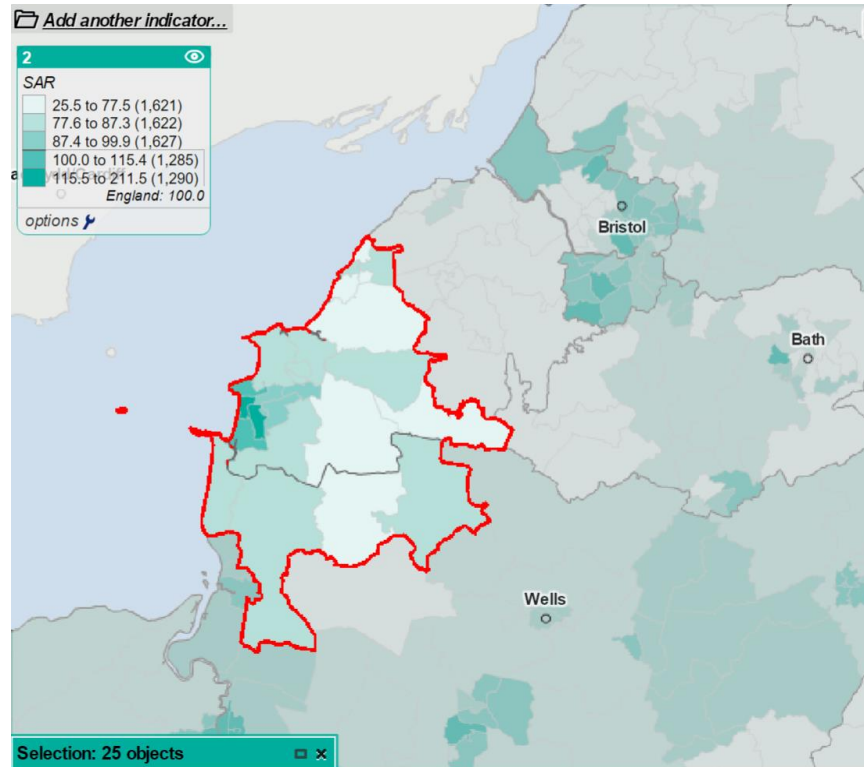 Add another indicator...
2
SAR
25.5 to 77.5 (1,621)
77.6 to 87.3 (1,622)
87.4 to 99.9 (1,627)
100.0 to 115.4 (1,285)
115.5 to 211.5 (1,290)
England: 100.0
options
Bristol
Bath
Wells
Selection: 25 objects